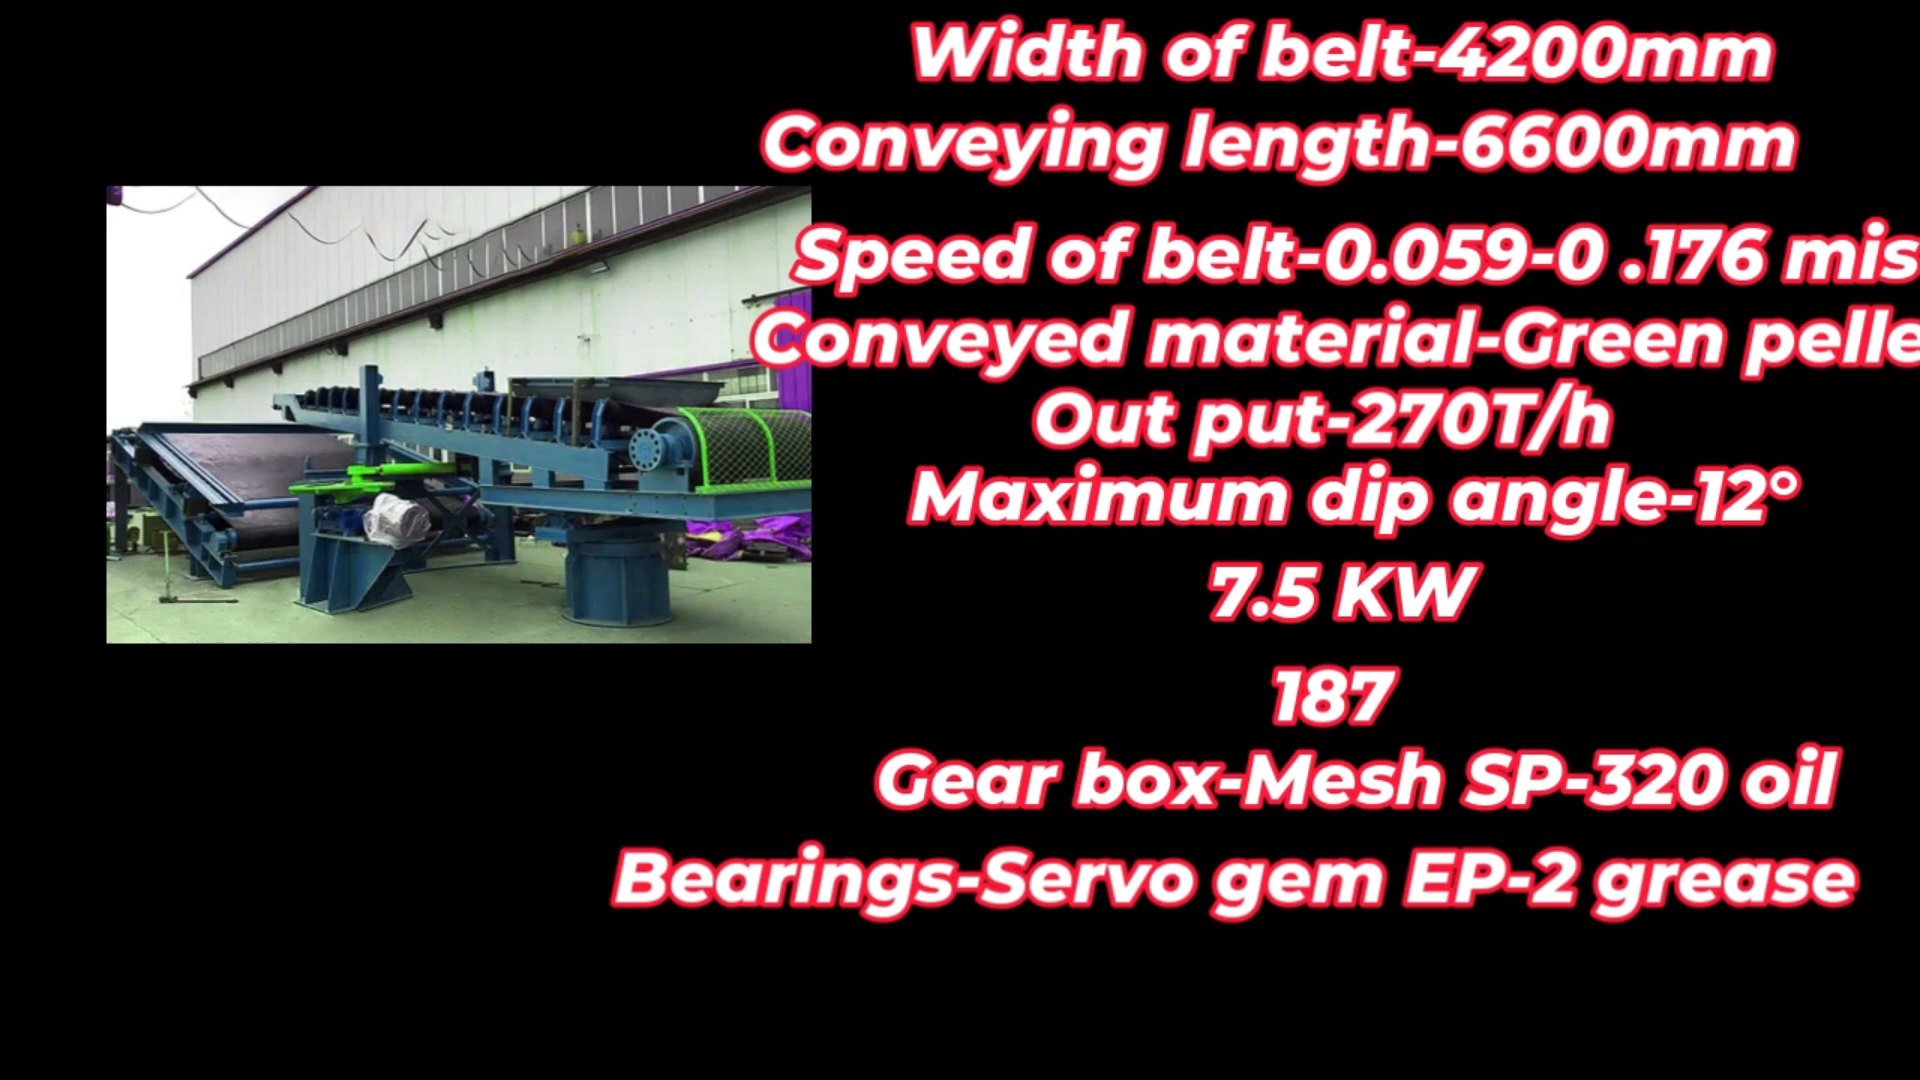 Width of belt-4200mm
Conveying length-6600mm
Speed of belt-0.059-0 .176 mis
Conveyed material-Green pelle
Out put-270T/h
Maximum dip angle-12°
7.5 KW
187
Gear box-Mesh SP-320 oil
Bearings-Servo gem EP-2 grease